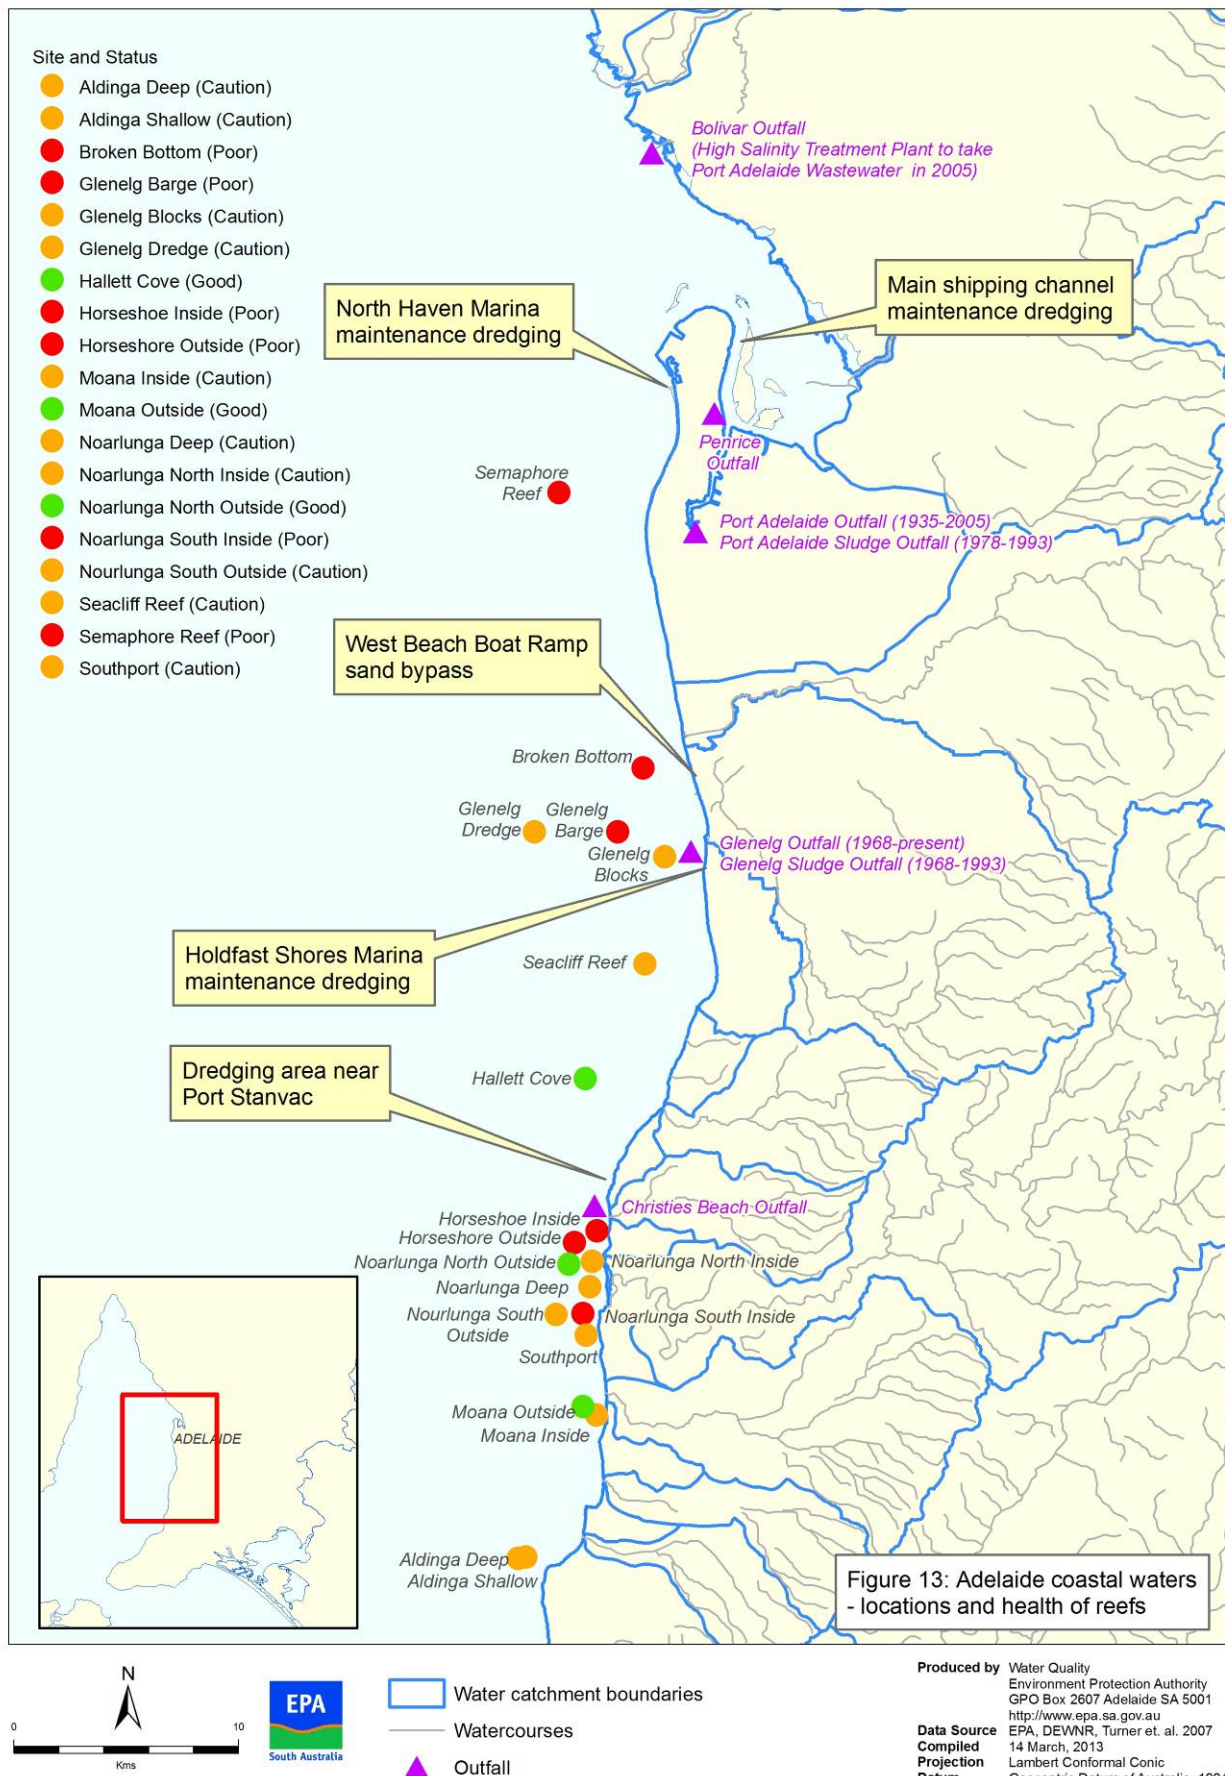 Site and Status
Aldinga Deep (Caution)
Aldinga Shallow (Caution)
Broken Bottom (Poor)
Glenelg Barge (Poor)
Glenelg Blocks (Caution)
Glenelg Dredge (Caution)
Hallett Cove (Good)
Horseshoe Inside (Poor)
Horseshore Outside (Poor)
Moana Inside (Caution)
Moana Outside (Good)
Noarlunga Deep (Caution)
Noarlunga North Inside (Caution)
Noarlunga North Outside (Good)
Noarlunga South Inside (Poor)
Nourlunga South Outside (Caution)
Seacliff Reef (Caution)
Semaphore Reef (Poor)
Southport (Caution)
Bolivar Outfall
(High Salinity Treatment Plant to take
Port Adelaide Wastewater in 2005)
North Haven Marina
maintenance dredging
Main shipping channel
maintenance dredging
Penrice
Outfall
Semaphore
Reef
Port Adelaide Outfall (1935-2005)
Port Adelaide Sludge Outfall (1978-1993)
West Beach Boat Ramp
sand bypass
Broken Bottom
Glenelg
Dredge
Glenelg
Barge
Glenelg
Blocks
Glenelg Outfall (1968-present)
Glenelg Sludge Outfall (1968-1993)
Holdfast Shores Marina
maintenance dredging
Seacliff Reef
Dredging area near
Port Stanvac
Hallett Cove
Christies Beach Outfall
Horseshoe Inside
Horseshore Outside
Noarlunga North Outside
Noarlunga North Inside
Noarlunga Deep
Nourlunga South
Outside
Noarlunga South Inside
Southport
Moana Outside
Moana Inside
ADELAIDE
Aldinga Deep
Aldinga Shallow
Figure 13: Adelaide coastal waters
- locations and health of reefs
N
0 10
Kms
EPA
South Australia
Water catchment boundaries
Watercourses
Outfall
Produced by Water Quality
Environment Protection Authority
GPO Box 2607 Adelaide SA 5001
http://www.epa.sa.gov.au
Data Source EPA, DEWNR, Turner et. al. 2007
Compiled 14 March, 2013
Projection Lambert Conformal Conic
Datum Geocentric Datum of Australia